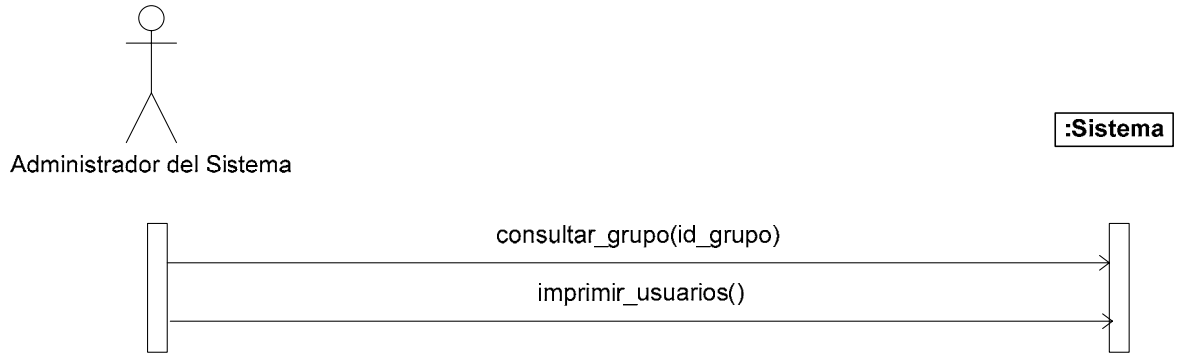 :Sistema
Administrador del Sistema
consultar_grupo(id_grupo)
imprimir_usuarios()